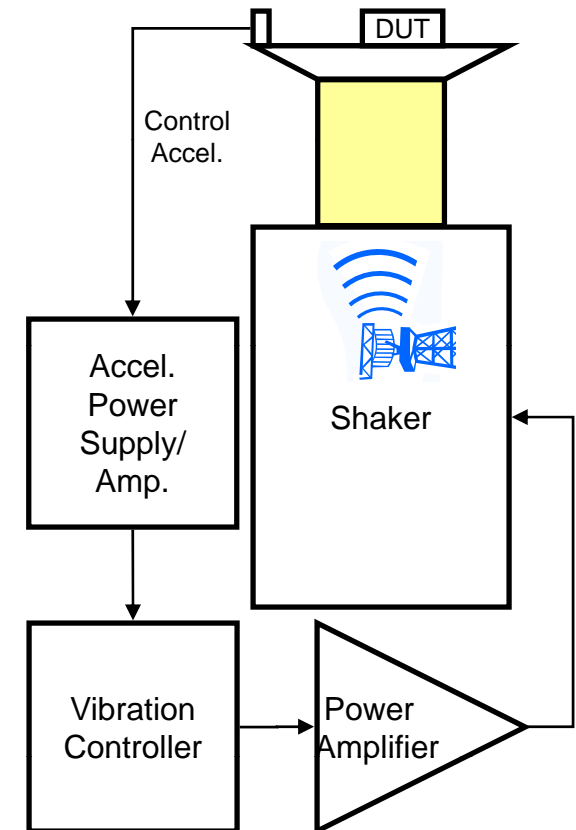 DUT
Control
Accel.
Accel.
Power
Supply/
Amp.
Shaker
Vibration
Controller
Power
Amplifier